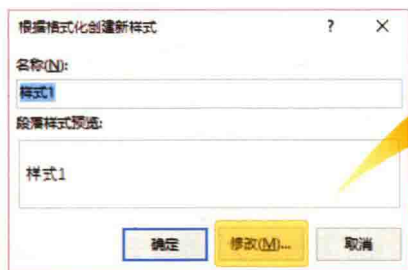 根据格式化创建新样式 ? ×
名称(N):
样式1
段落样式预览:
样式1
确定 修改(M)... 取消